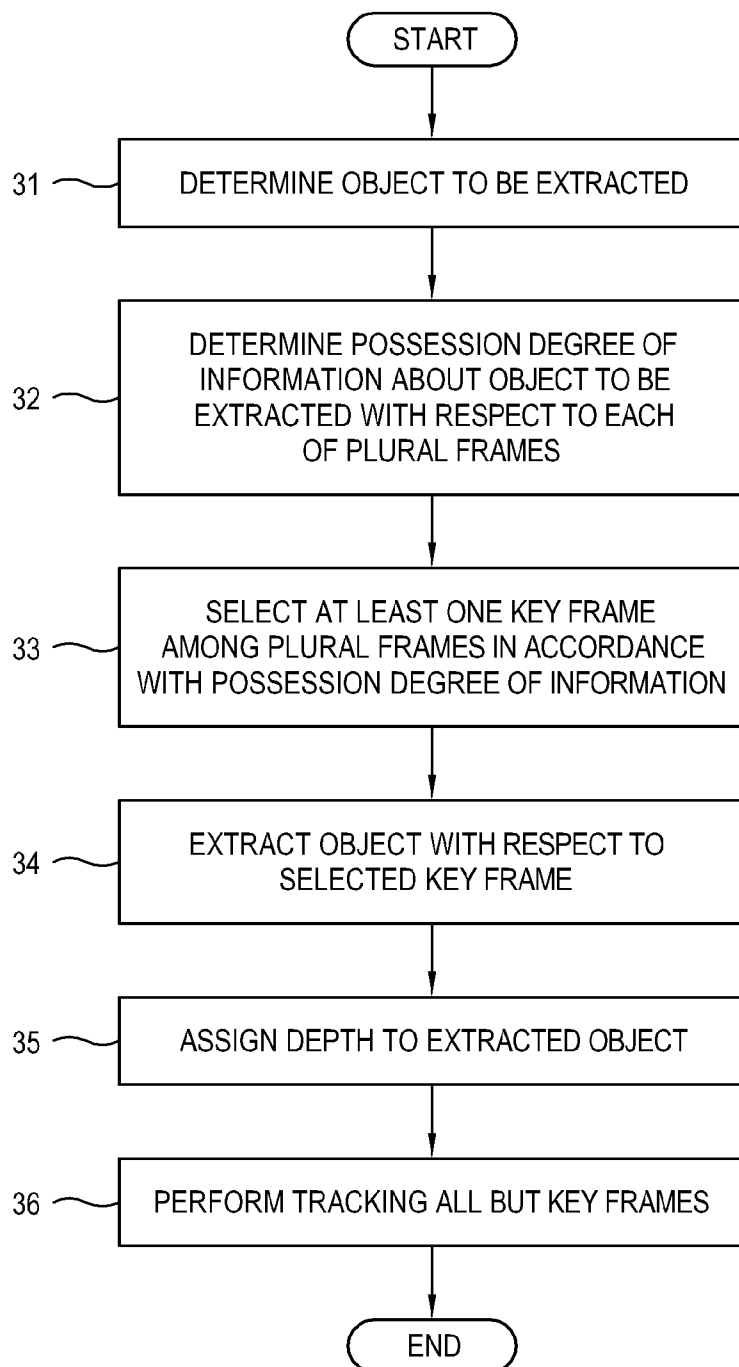 START
31
DETERMINE OBJECT TO BE EXTRACTED
32
DETERMINE POSSESSION DEGREE OF
INFORMATION ABOUT OBJECT TO BE
EXTRACTED WITH RESPECT TO EACH
OF PLURAL FRAMES
33
SELECT AT LEAST ONE KEY FRAME
AMONG PLURAL FRAMES IN ACCORDANCE
WITH POSSESSION DEGREE OF INFORMATION
34
EXTRACT OBJECT WITH RESPECT TO
SELECTED KEY FRAME
35
ASSIGN DEPTH TO EXTRACTED OBJECT
36
PERFORM TRACKING ALL BUT KEY FRAMES
END